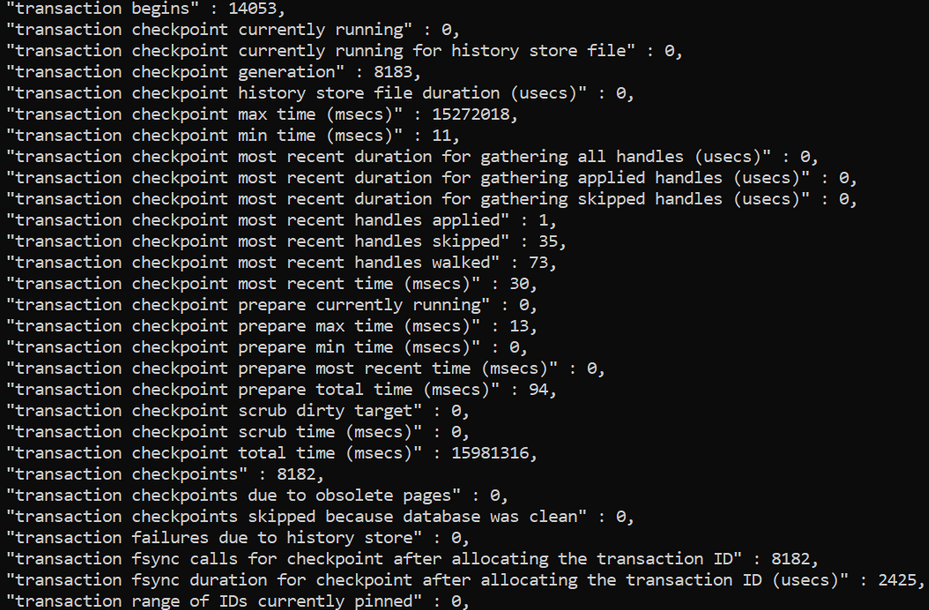 "transaction begins" : 14053,
"transaction checkpoint currently running" : 0,
"transaction checkpoint currently running for history store file" : 0,
"transaction checkpoint generation" : 8183,
"transaction checkpoint history store file duration (usecs)" : 0,
"transaction checkpoint max time (msecs)" : 15272018,
"transaction checkpoint min time (msecs)" : 11,
"transaction checkpoint most recent duration for gathering all handles (usecs)" : 0,
"transaction checkpoint most recent duration for gathering applied handles (usecs)" : 0,
"transaction checkpoint most recent duration for gathering skipped handles (usecs)" : 0,
"transaction checkpoint most recent handles applied" : 1,
"transaction checkpoint most recent handles skipped" : 35,
"transaction checkpoint most recent handles walked" : 73,
"transaction checkpoint most recent time (msecs)" : 30,
"transaction checkpoint prepare currently running" : 0,
"transaction checkpoint prepare max time (msecs)" : 13,
"transaction checkpoint prepare min time (msecs)" : 0,
"transaction checkpoint prepare most recent time (msecs)" : 0,
"transaction checkpoint prepare total time (msecs)" : 94,
"transaction checkpoint scrub dirty target" : 0,
"transaction checkpoint scrub time (msecs)" : 0,
"transaction checkpoint total time (msecs)" : 15981316,
"transaction checkpoints" : 8182,
"transaction checkpoints due to obsolete pages" : 0,
"transaction checkpoints skipped because database was clean" : 0,
"transaction failures due to history store" : 0,
"transaction fsync calls for checkpoint after allocating the transaction ID" : 8182,
"transaction fsync duration for checkpoint after allocating the transaction ID (usecs)" : 2425,
"transaction range of IDs currently pinned" : 0,